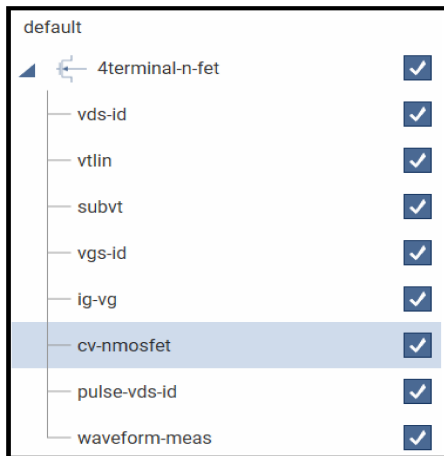 default
4terminal-n-fet
vds-id
vtlin
subvt
vgs-id
ig-vg
cv-nmosfet
pulse-vds-id
waveform-meas